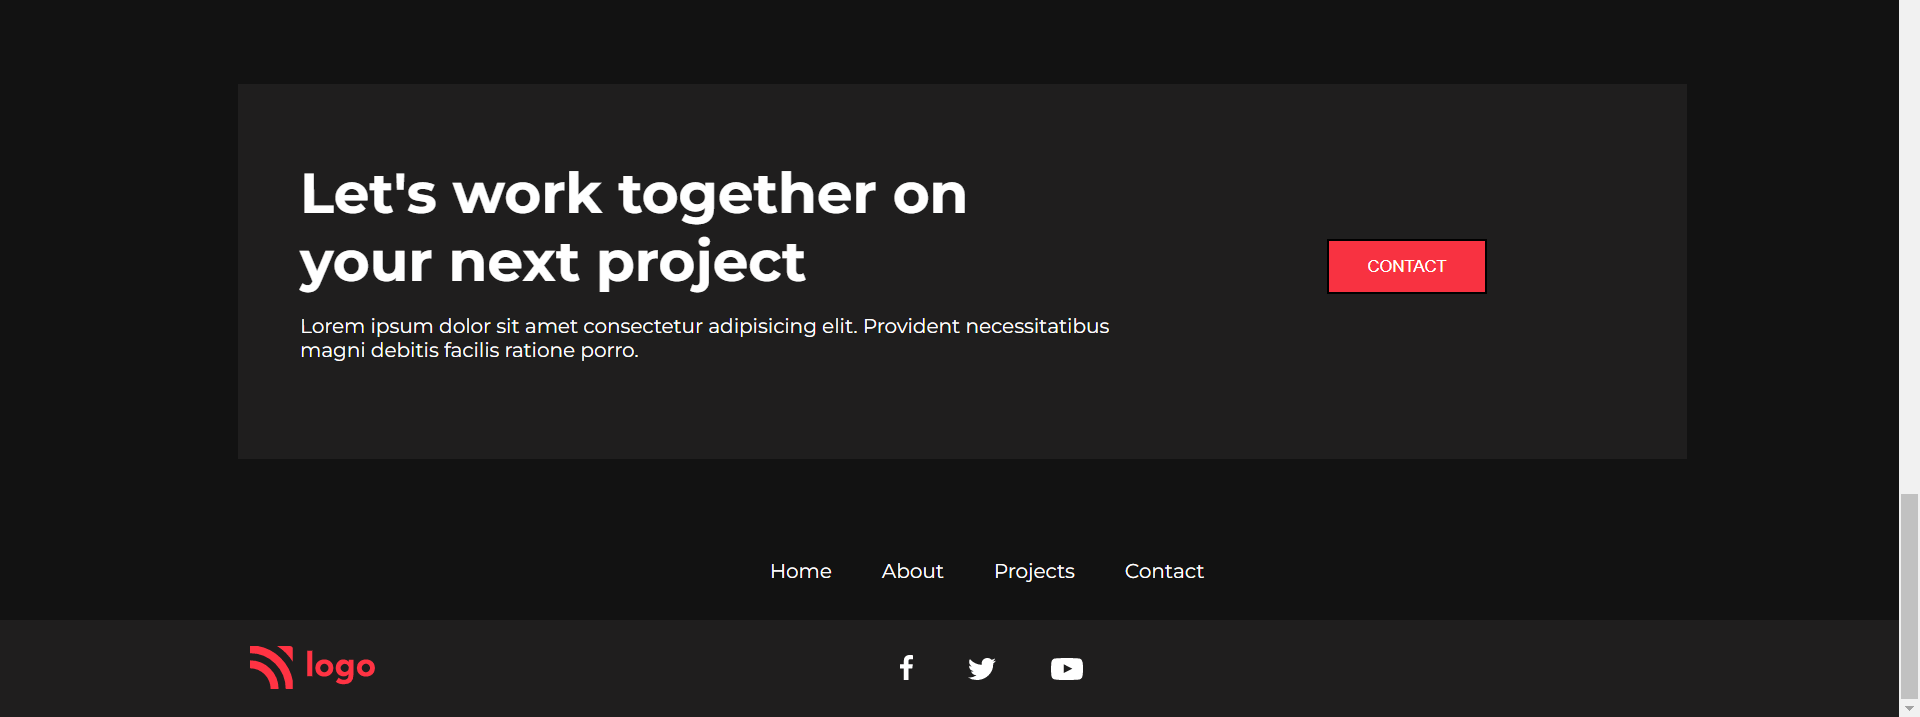 Let's work together on
your next project
Lorem ipsum dolor sit amet consectetur adipisicing elit. Provident necessitatibus
magni debitis facilis ratione porro.
CONTACT
Home About Projects Contact
logo